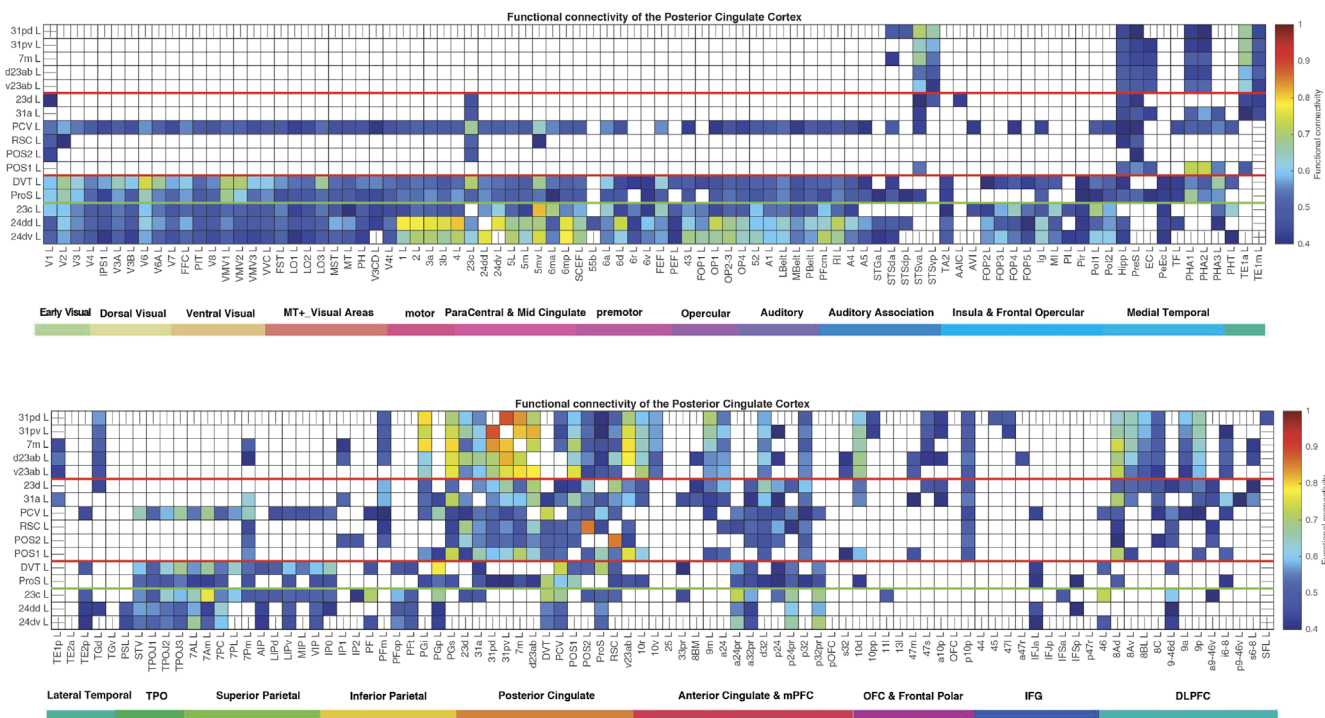 Functional connectivity of the Posterior Cingulate Cortex
31pd L
31pv L
7m L
d23ab L
v23ab L
23d L
31a L
PCV L
RSC L
POS2 L
POS1 L
DVT L
ProS L
23c L
24dd L
24dv L
1
0.9
0.8
0.7
0.6
0.5
0.4
Functional connectivity
V1 L
V2 L
V3 L
V4 L
IPS1 L
V3A L
V3B L
V6 L
V6A L
V7 L
FFC L
PIT L
V8 L
VMV1 L
VMV2 L
VMV3 L
VVC L
FST L
LO1 L
LO2 L
LO3 L
MST L
MT L
PH L
V3CD L
V4t L
1 L
2 L
3a L
3b L
4 L
23c L
24dd L
24dv L
5L L
5m L
5mv L
6ma L
6mp L
SCEF L
55b L
6a L
6d L
6r L
6v L
FEF L
PEF L
43 L
FOP1 L
OP1 L
OP2-3 L
OP4 L
52 L
A1 L
LBelt L
MBelt L
PBelt L
PFcm L
RI L
A4 L
A5 L
STGa L
STSda L
STSdp L
STSva L
STSvp L
TA2 L
AAIC L
AVI L
FOP2 L
FOP3 L
FOP4 L
FOP5 L
Ig L
MI L
PI L
Pir L
PoI1 L
PoI2 L
Hipp L
PreS L
EC L
PeEc L
TF L
PHA1 L
PHA2 L
PHA3 L
PHT L
TE1a L
TE1m L
Early Visual
Dorsal Visual
Ventral Visual
MT+_Visual Areas
motor
ParaCentral & Mid Cingulate
premotor
Opercular
Auditory
Auditory Association
Insula & Frontal Opercular
Medial Temporal
Functional connectivity of the Posterior Cingulate Cortex
31pd L
31pv L
7m L
d23ab L
v23ab L
23d L
31a L
PCV L
RSC L
POS2 L
POS1 L
DVT L
ProS L
23c L
24dd L
24dv L
1
0.9
0.8
0.7
0.6
0.5
0.4
Functional connectivity
TE1p L
TE2a L
TE2p L
TGd L
TGv L
PSL L
STV L
TPOJ1 L
TPOJ2 L
TPOJ3 L
7AL L
7Am L
7PC L
7PL L
7Pm L
AIP L
LIPd L
LIPv L
MIP L
VIP L
IP0 L
IP1 L
IP2 L
PF L
PFm L
PFop L
PFt L
PGi L
PGp L
PGs L
23d L
31a L
31pd L
31pv L
7m L
d23ab L
DVT L
PCV L
POS1 L
POS2 L
ProS L
RSC L
v23ab L
10r L
10v L
25 L
33pr L
8BM L
9m L
a24 L
a24pr L
a32pr L
d32 L
p24 L
p24pr L
p32 L
p32pr L
pOFC L
s32 L
10d L
10pp L
11l L
13l L
47m L
47s L
a10p L
OFC L
p10p L
44 L
45 L
47l L
a47r L
IFJa L
IFJp L
IFSa L
IFSp L
p47r L
46 L
8Ad L
8Av L
8BL L
8C L
9-46d L
9a L
9p L
a9-46v L
i6-8 L
p9-46v L
s6-8 L
SFL L
Lateral Temporal
TPO
Superior Parietal
Inferior Parietal
Posterior Cingulate
Anterior Cingulate & mPFC
OFC & Frontal Polar
IFG
DLPFC